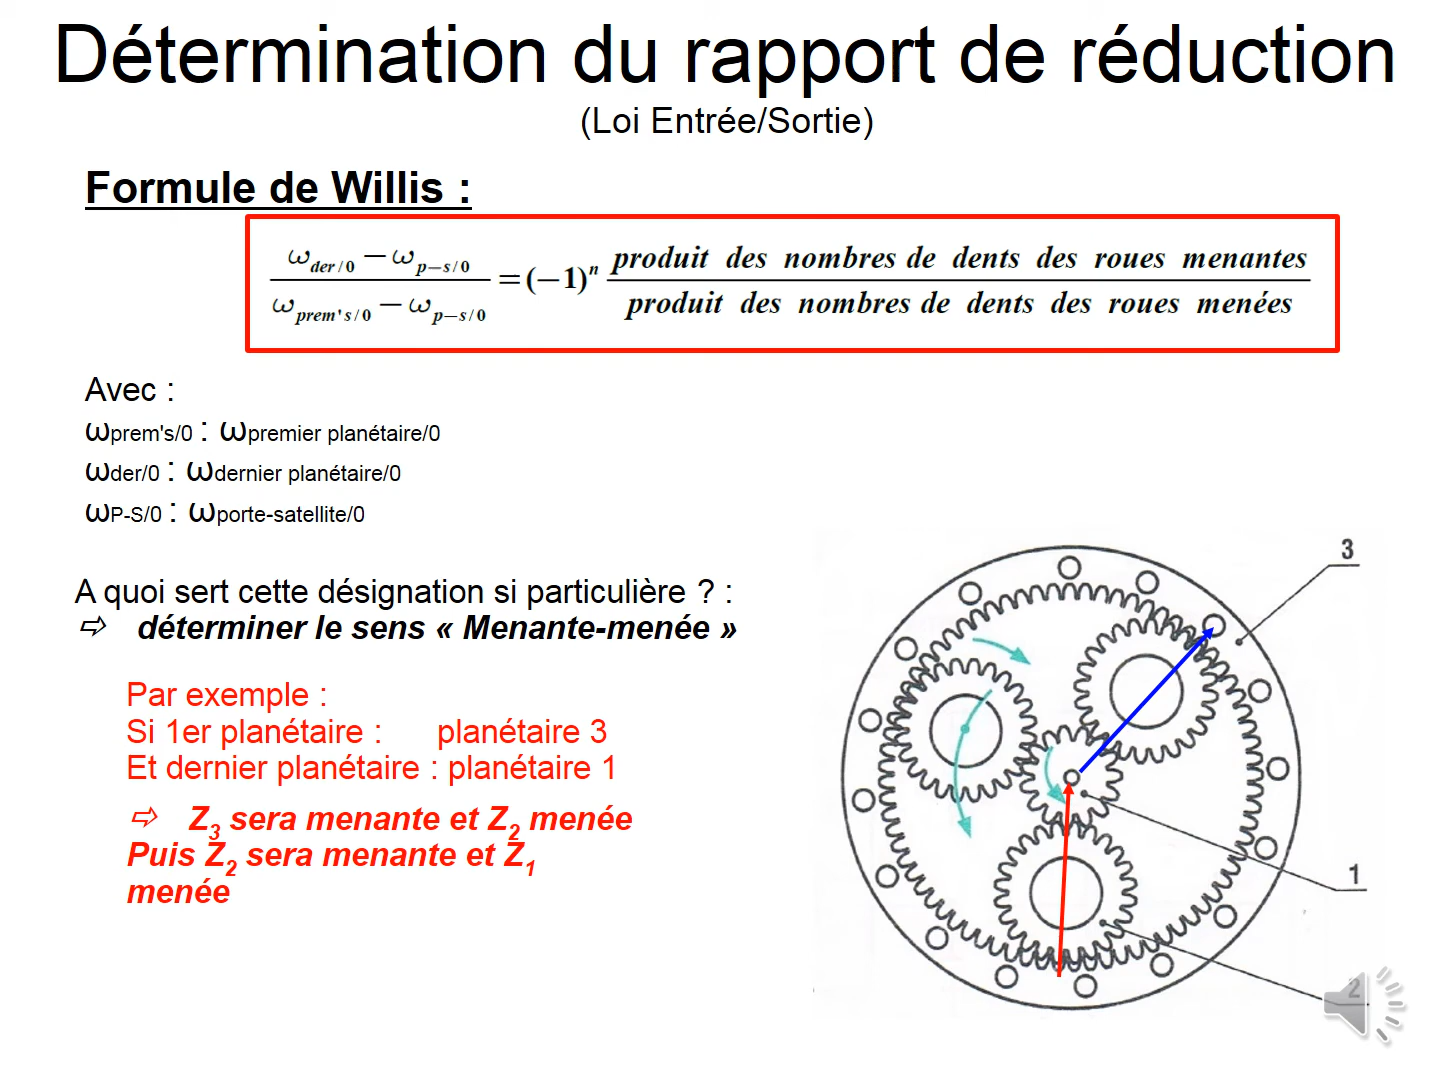 Détermination du rapport de réduction
(Loi Entrée/Sortie)
Formule de Willis :
ω der/0 − ω p−s/0 / ω prem's/0 − ω p−s/0 = (−1)^n produit des nombres de dents des roues menantes / produit des nombres de dents des roues menées
Avec :
ωprem's/0 : ωpremier planétaire/0
ωder/0 : ωdernier planétaire/0
ωP-S/0 : ωporte-satellite/0
A quoi sert cette désignation si particulière ? :
⇨ déterminer le sens « Menante-menée »
Par exemple :
Si 1er planétaire : planétaire 3
Et dernier planétaire : planétaire 1
⇨ Z3 sera menante et Z2 menée
Puis Z2 sera menante et Z1
menée
3
1
2